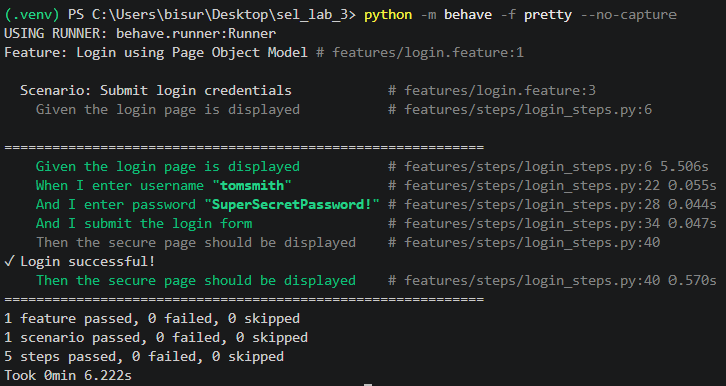 (.venv) PS C:\Users\bisur\Desktop\sel_lab_3> python -m behave -f pretty --no-capture
USING RUNNER: behave.runner:Runner
Feature: Login using Page Object Model # features/login.feature:1
  Scenario: Submit login credentials            # features/login.feature:3
    Given the login page is displayed           # features/steps/login_steps.py:6
=========================================================
    Given the login page is displayed           # features/steps/login_steps.py:6 5.506s
    When I enter username "tomsmith"            # features/steps/login_steps.py:22 0.055s
    And I enter password "SuperSecretPassword!" # features/steps/login_steps.py:28 0.044s
    And I submit the login form                 # features/steps/login_steps.py:34 0.047s
    Then the secure page should be displayed    # features/steps/login_steps.py:40
✓ Login successful!
    Then the secure page should be displayed    # features/steps/login_steps.py:40 0.570s
=========================================================
1 feature passed, 0 failed, 0 skipped
1 scenario passed, 0 failed, 0 skipped
5 steps passed, 0 failed, 0 skipped
Took 0min 6.222s